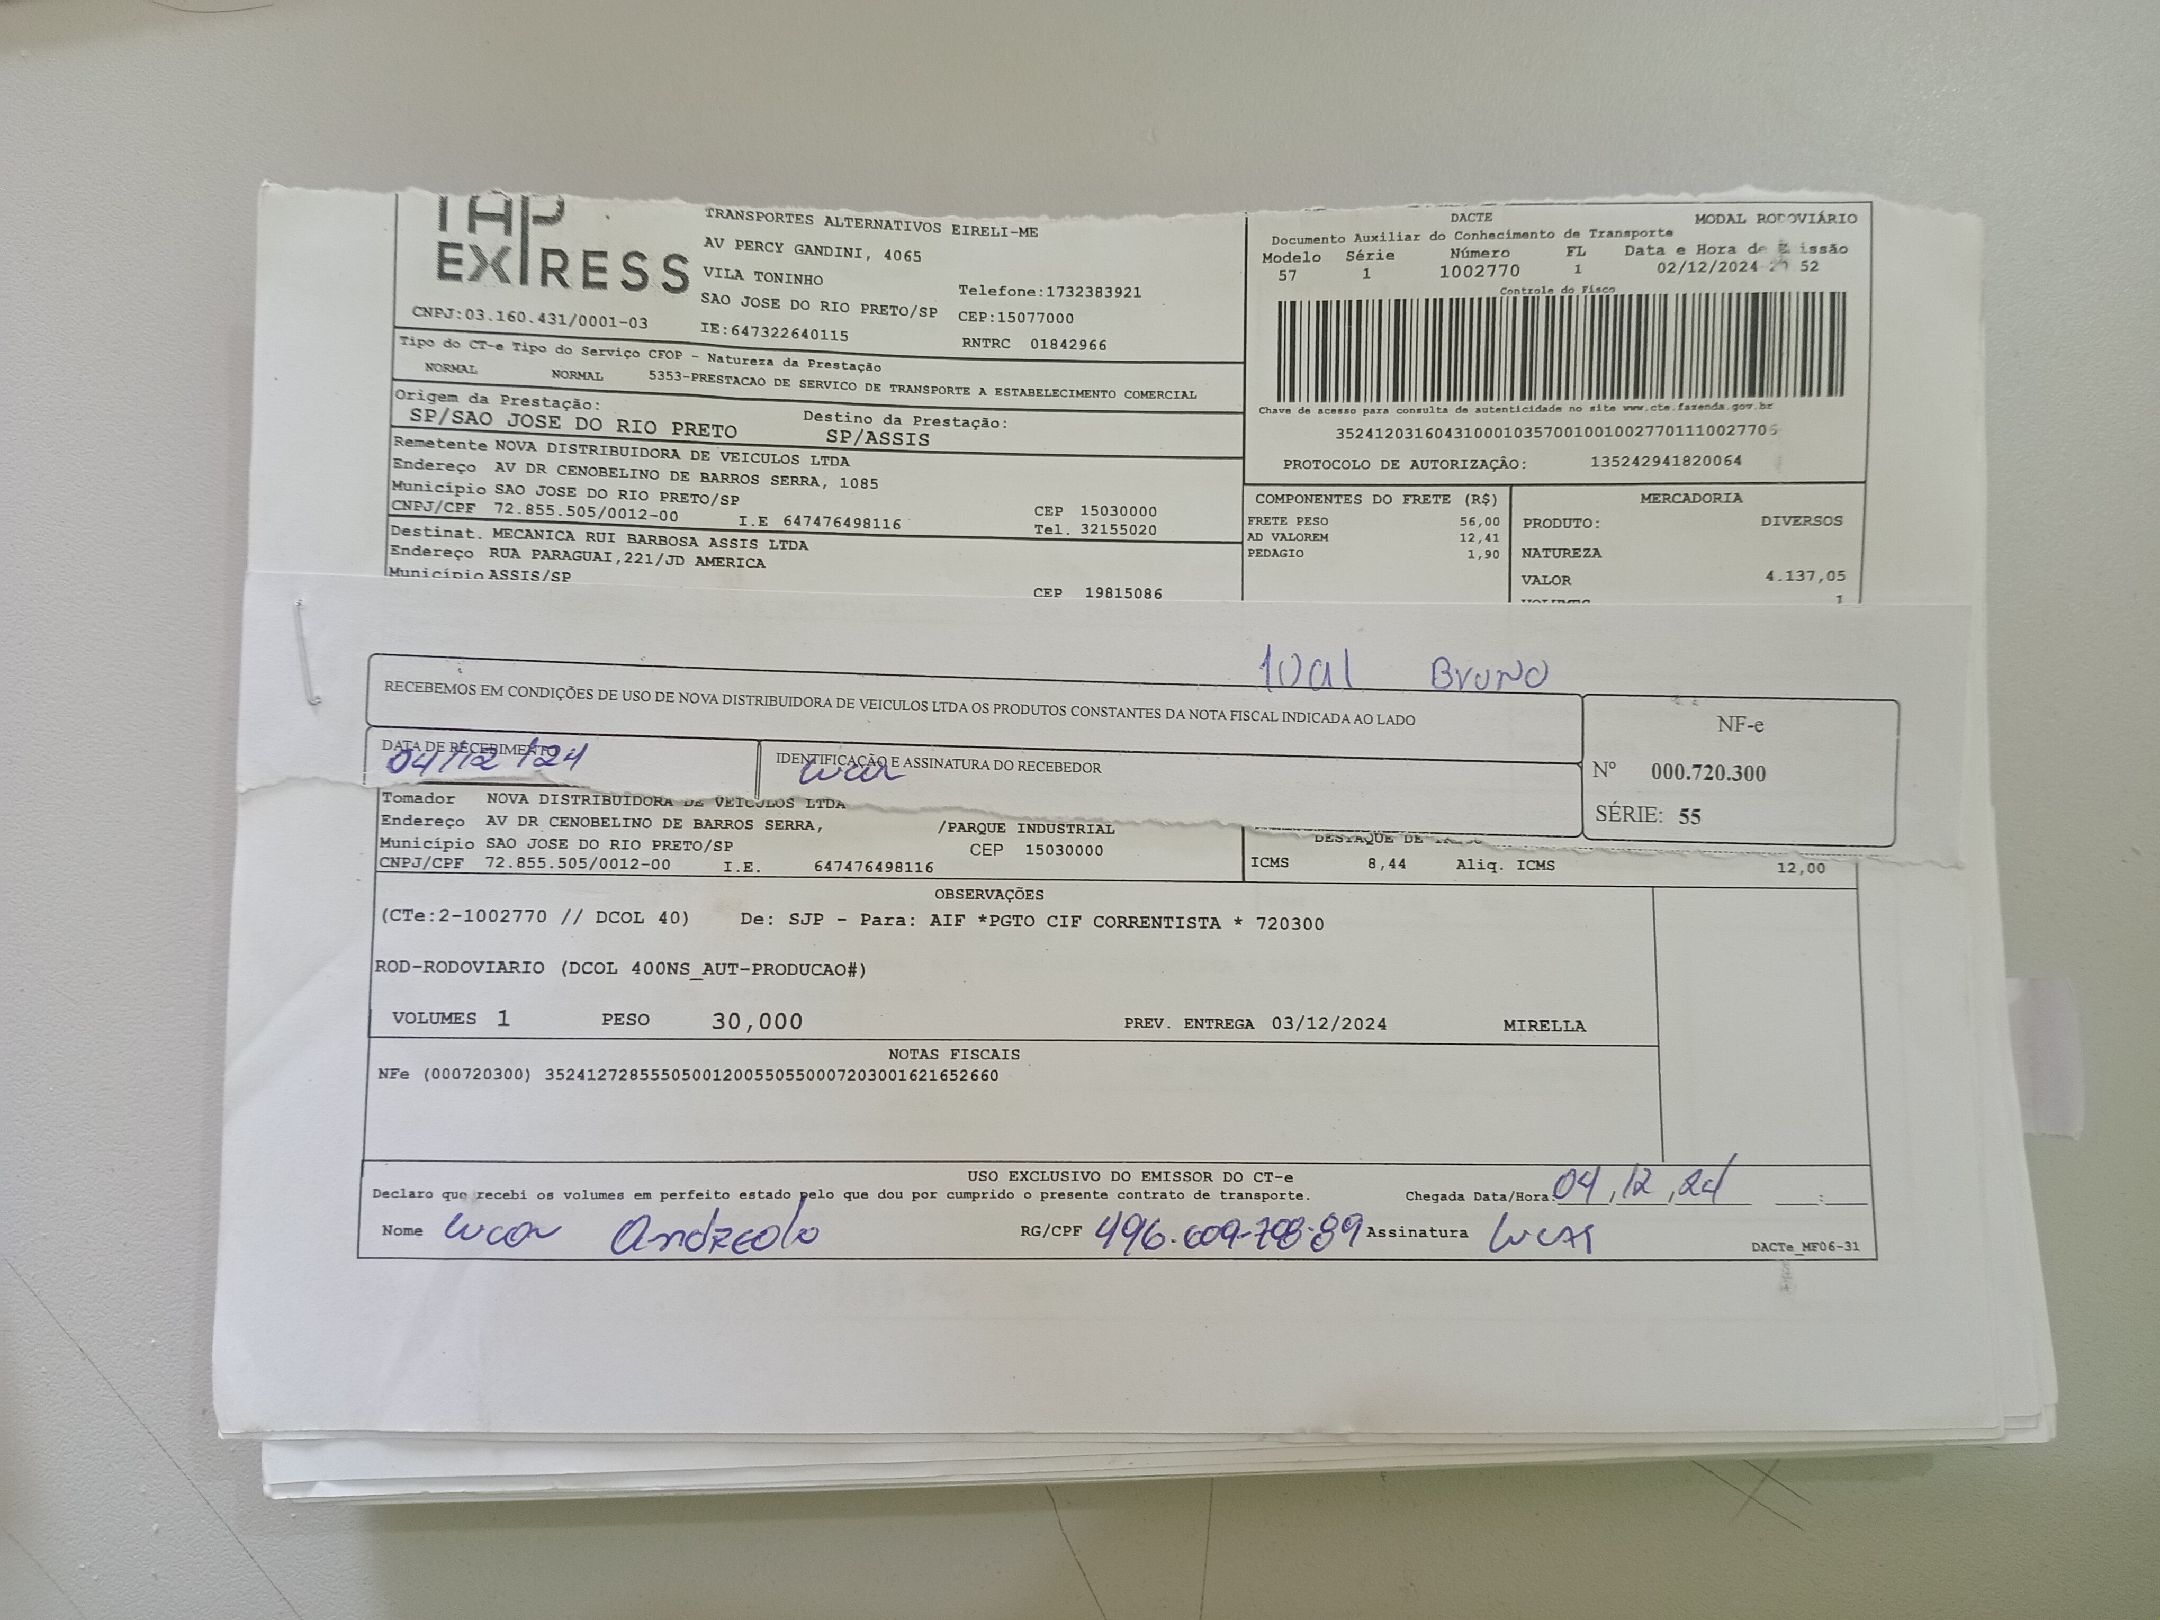 TAP
EXPRESS
TRANSPORTES ALTERNATIVOS EIRELI-ME
AV PERCY GANDINI, 4065
VILA TONINHO
SAO JOSE DO RIO PRETO/SP
IE:647322640115
Telefone:1732383921
CEP:15077000
RNTRC 01842966
CNPJ:03.160.431/0001-03
Tipo do CT-e Tipo do Serviço CFOP - Natureza da Prestação
NORMAL NORMAL 5353-PRESTACAO DE SERVICO DE TRANSPORTE A ESTABELECIMENTO COMERCIAL
Origem da Prestação:
SP/SAO JOSE DO RIO PRETO
Destino da Prestação:
SP/ASSIS
Remetente NOVA DISTRIBUIDORA DE VEICULOS LTDA
Endereço AV DR CENOBELINO DE BARROS SERRA, 1085
Município SAO JOSE DO RIO PRETO/SP
CEP 15030000
CNPJ/CPF 72.855.505/0012-00 I.E 647476498116 Tel. 32155020
Destinat. MECANICA RUI BARBOSA ASSIS LTDA
Endereço RUA PARAGUAI,221/JD AMERICA
Município ASSIS/SP
CEP 19815086
DACTE MODAL RODOVIÁRIO
Documento Auxiliar do Conhecimento de Transporte
Modelo Série Número FL Data e Hora de Emissão
57 1 1002770 1 02/12/2024 52
Controle do Fisco
Chave de acesso para consulta de autenticidade no site www.cte.fazenda.gov.br
35241203160431000103570010010027701110027706
PROTOCOLO DE AUTORIZAÇÃO: 135242941820064
COMPONENTES DO FRETE (R$)
FRETE PESO 56,00
AD VALOREM 12,41
PEDAGIO 1,90
MERCADORIA
PRODUTO: DIVERSOS
NATUREZA
VALOR 4.137,05
VOLUMES 1
Bruno
RECEBEMOS EM CONDIÇÕES DE USO DE NOVA DISTRIBUIDORA DE VEICULOS LTDA OS PRODUTOS CONSTANTES DA NOTA FISCAL INDICADA AO LADO
DATA DE RECEBIMENTO
04/12/24
IDENTIFICAÇÃO E ASSINATURA DO RECEBEDOR
Lucas
NF-e
Nº 000.720.300
SÉRIE: 55
Tomador NOVA DISTRIBUIDORA DE VEICULOS LTDA
Endereço AV DR CENOBELINO DE BARROS SERRA, /PARQUE INDUSTRIAL
Município SAO JOSE DO RIO PRETO/SP CEP 15030000
CNPJ/CPF 72.855.505/0012-00 I.E. 647476498116
DESTAQUE DE
ICMS 8,44 Aliq. ICMS 12,00
OBSERVAÇÕES
(CTe:2-1002770 // DCOL 40) De: SJP - Para: AIF *PGTO CIF CORRENTISTA * 720300
ROD-RODOVIARIO (DCOL 400NS_AUT-PRODUCAO#)
VOLUMES 1 PESO 30,000 PREV. ENTREGA 03/12/2024 MIRELLA
NOTAS FISCAIS
NFe (000720300) 35241272855505001200550550007203001621652660
USO EXCLUSIVO DO EMISSOR DO CT-e
Declaro que recebi os volumes em perfeito estado pelo que dou por cumprido o presente contrato de transporte. Chegada Data/Hora: 04/12/24 :
Nome Lucas Andreolo RG/CPF 496.609-708-89 Assinatura Lucas
DACTe_MF06-31